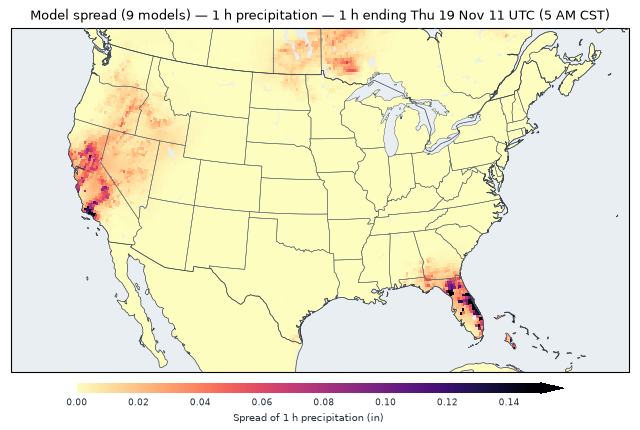 Model spread (9 models) — 1 h precipitation — 1 h ending Thu 19 Nov 11 UTC (5 AM CST)
0.00 0.02 0.04 0.06 0.08 0.10 0.12 0.14
Spread of 1 h precipitation (in)